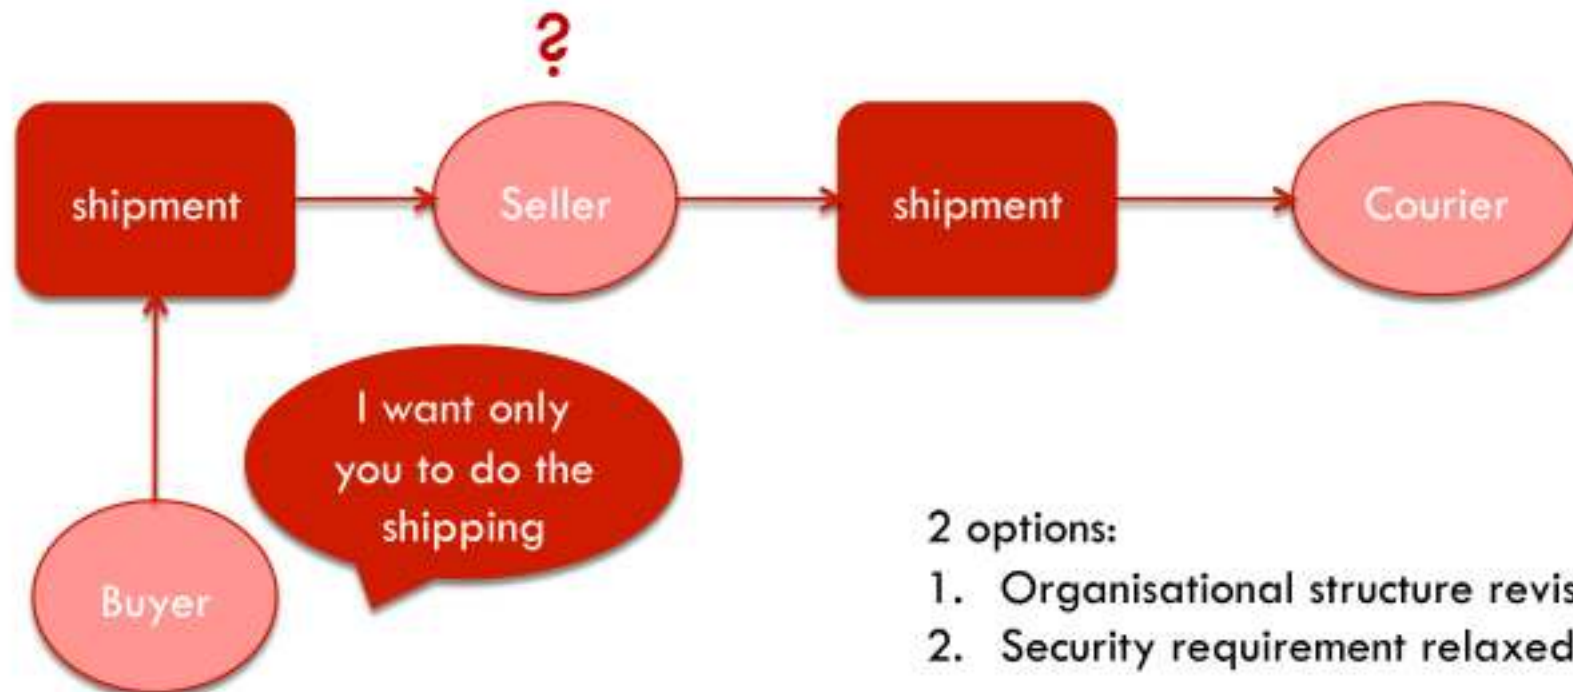 ?
shipment
Seller
shipment
Courier
I want only
you to do the
shipping
Buyer
2 options:
1. Organisational structure revis
2. Security requirement relaxed